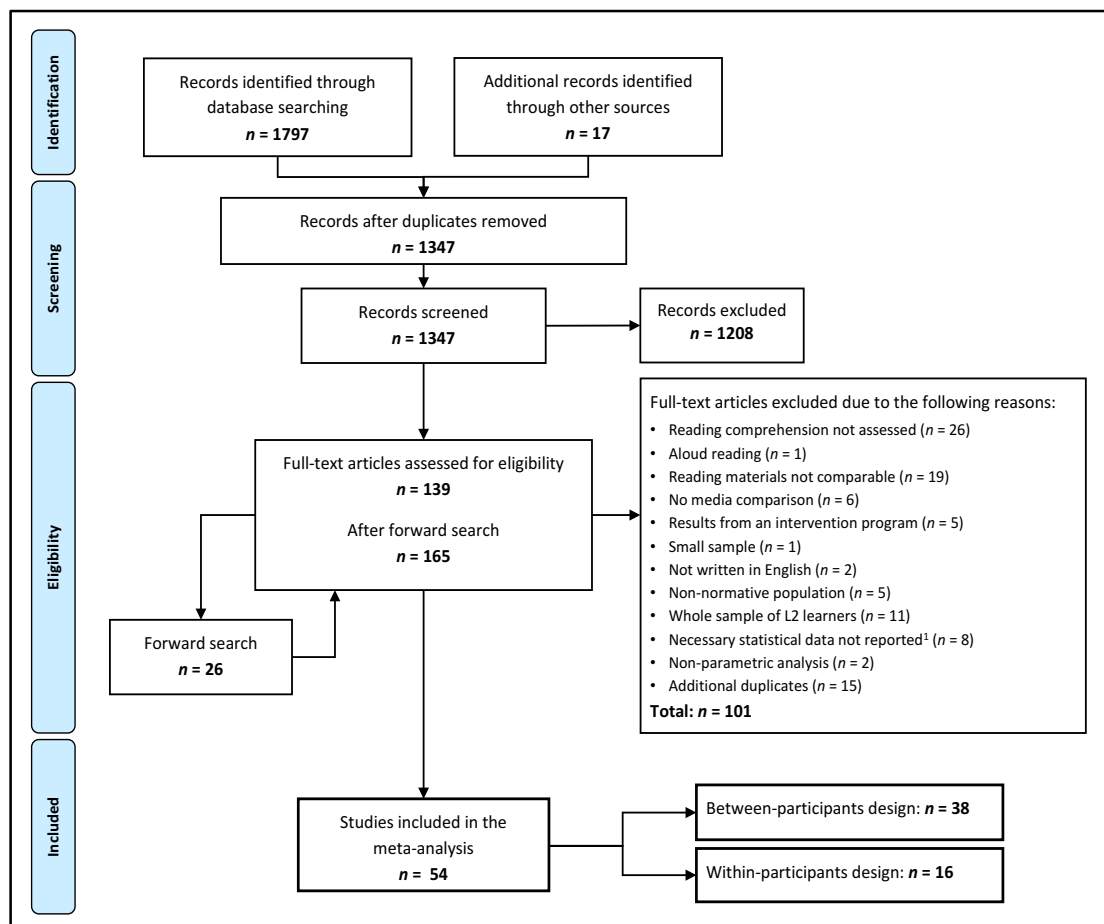 Identification
Records identified through
database searching
n = 1797
Additional records identified
through other sources
n = 17
Screening
Records after duplicates removed
n = 1347
Records screened
n = 1347
Records excluded
n = 1208
Eligibility
Full-text articles assessed for eligibility
n = 139
After forward search
n = 165
Forward search
n = 26
Full-text articles excluded due to the following reasons:
• Reading comprehension not assessed (n = 26)
• Aloud reading (n = 1)
• Reading materials not comparable (n = 19)
• No media comparison (n = 6)
• Results from an intervention program (n = 5)
• Small sample (n = 1)
• Not written in English (n = 2)
• Non-normative population (n = 5)
• Whole sample of L2 learners (n = 11)
• Necessary statistical data not reported¹ (n = 8)
• Non-parametric analysis (n = 2)
• Additional duplicates (n = 15)
Total: n = 101
Included
Studies included in the
meta-analysis
n = 54
Between-participants design: n = 38
Within-participants design: n = 16